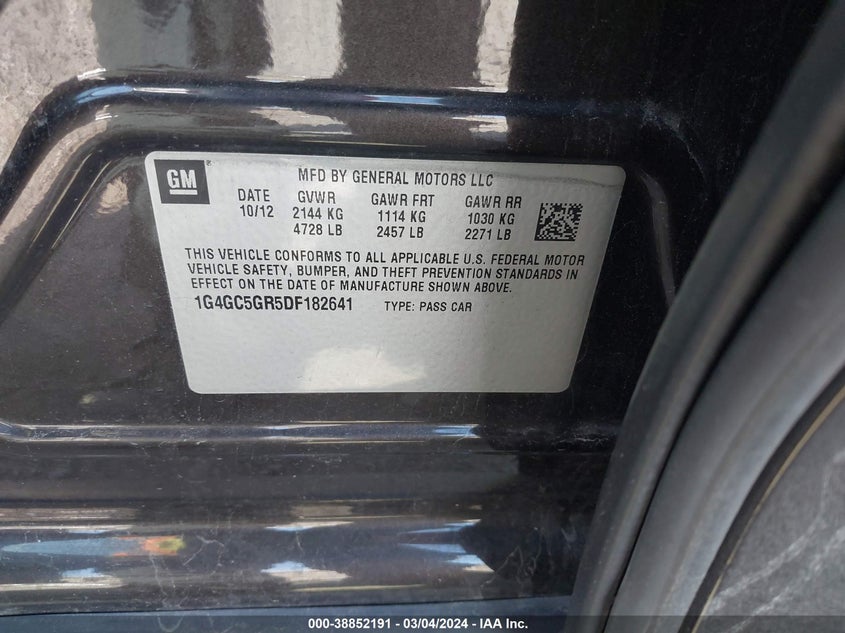 GM
MFD BY GENERAL MOTORS LLC
DATE GVWR GAWR FRT GAWR RR
10/12 2144 KG 1114 KG 1030 KG
4728 LB 2457 LB 2271 LB
THIS VEHICLE CONFORMS TO ALL APPLICABLE U.S. FEDERAL MOTOR
VEHICLE SAFETY, BUMPER, AND THEFT PREVENTION STANDARDS IN
EFFECT ON THE DATE OF MANUFACTURE SHOWN ABOVE.
1G4GC5GR5DF182641 TYPE: PASS CAR
000-38852191 - 03/04/2024 - IAA Inc.